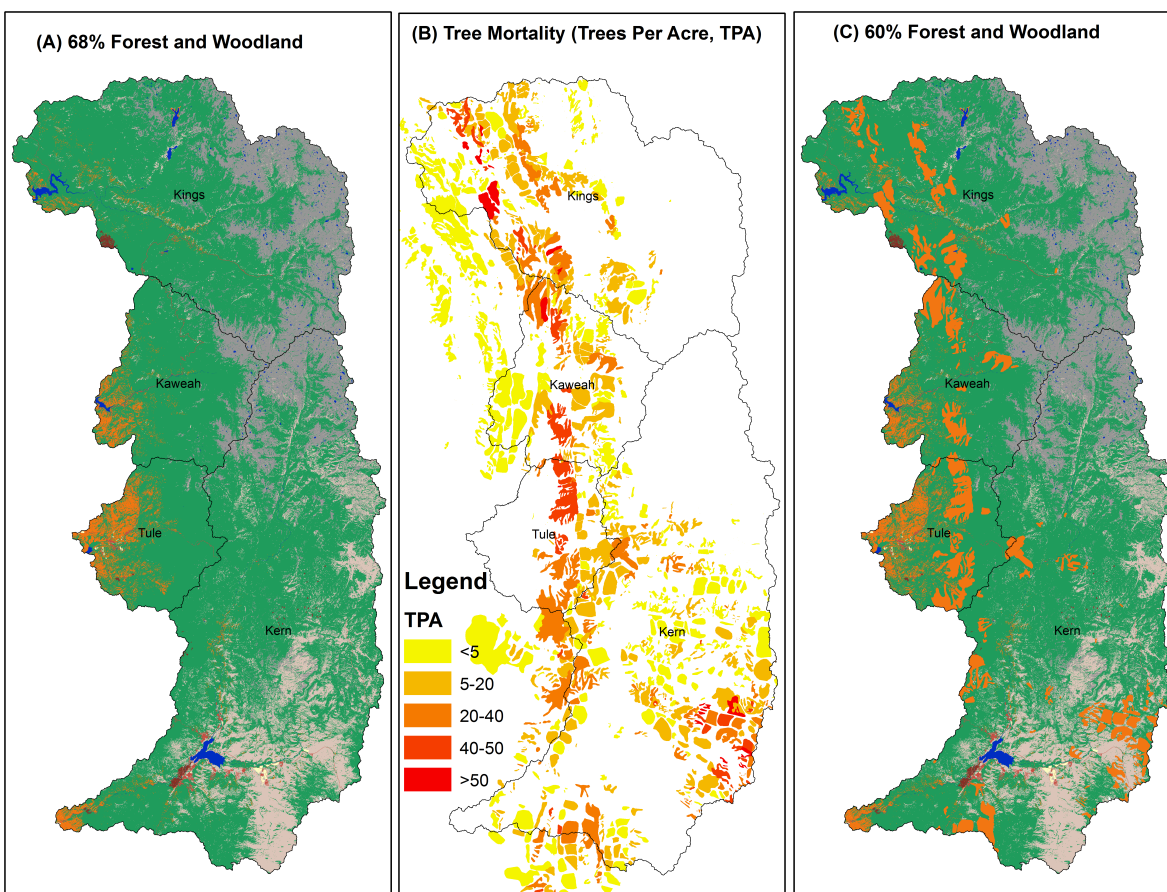 (A) 68% Forest and Woodland
Kings
Kaweah
Tule
Kern
(B) Tree Mortality (Trees Per Acre, TPA)
Kings
Kaweah
Tule
Kern
Legend
TPA
<5
5-20
20-40
40-50
>50
(C) 60% Forest and Woodland
Kings
Kaweah
Tule
Kern